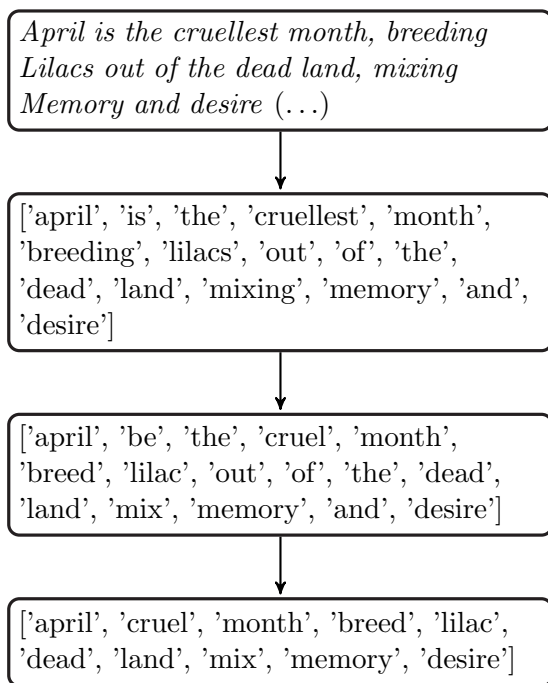 April is the cruellest month, breeding
Lilacs out of the dead land, mixing
Memory and desire (...)
['april', 'is', 'the', 'cruellest', 'month',
'breeding', 'lilacs', 'out', 'of', 'the',
'dead', 'land', 'mixing', 'memory', 'and',
'desire']
['april', 'be', 'the', 'cruel', 'month',
'breed', 'lilac', 'out', 'of', 'the', 'dead',
'land', 'mix', 'memory', 'and', 'desire']
['april', 'cruel', 'month', 'breed', 'lilac',
'dead', 'land', 'mix', 'memory', 'desire']